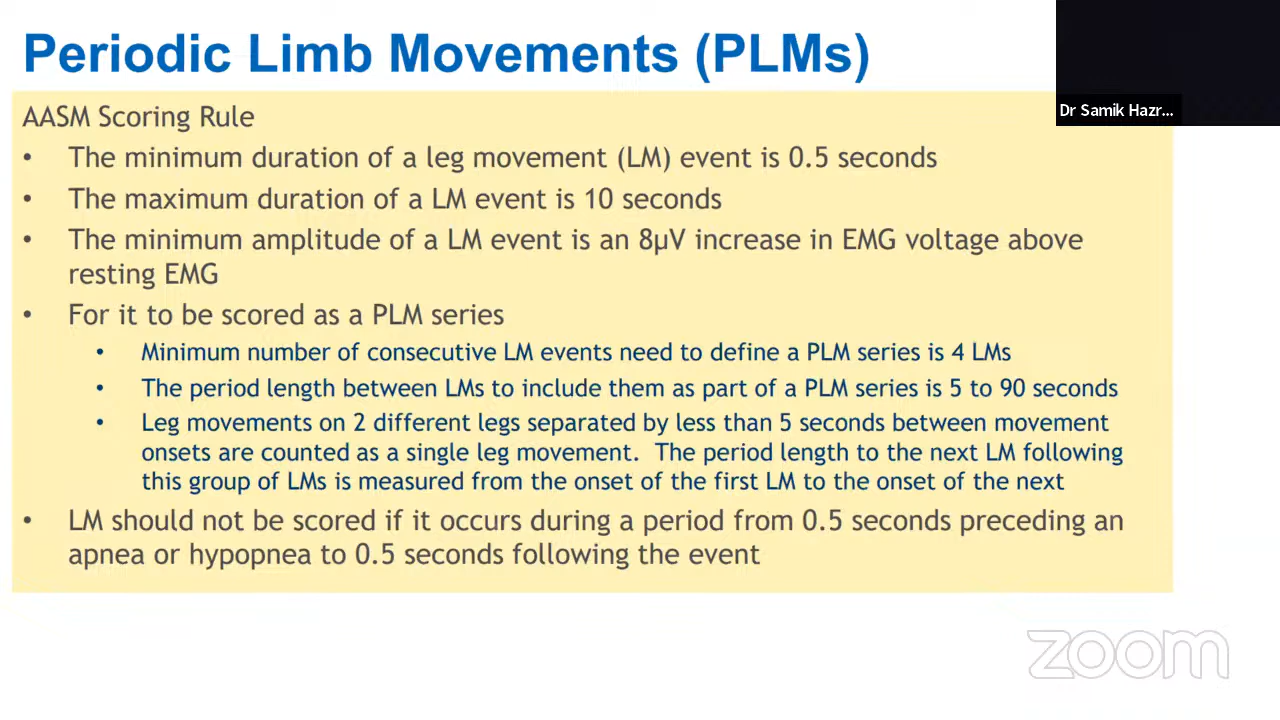 Periodic Limb Movements (PLMs)
Dr Samik Hazr...
AASM Scoring Rule
• The minimum duration of a leg movement (LM) event is 0.5 seconds
• The maximum duration of a LM event is 10 seconds
• The minimum amplitude of a LM event is an 8µV increase in EMG voltage above
resting EMG
• For it to be scored as a PLM series
• Minimum number of consecutive LM events need to define a PLM series is 4 LMs
• The period length between LMs to include them as part of a PLM series is 5 to 90 seconds
• Leg movements on 2 different legs separated by less than 5 seconds between movement
onsets are counted as a single leg movement. The period length to the next LM following
this group of LMs is measured from the onset of the first LM to the onset of the next
• LM should not be scored if it occurs during a period from 0.5 seconds preceding an
apnea or hypopnea to 0.5 seconds following the event
zoom